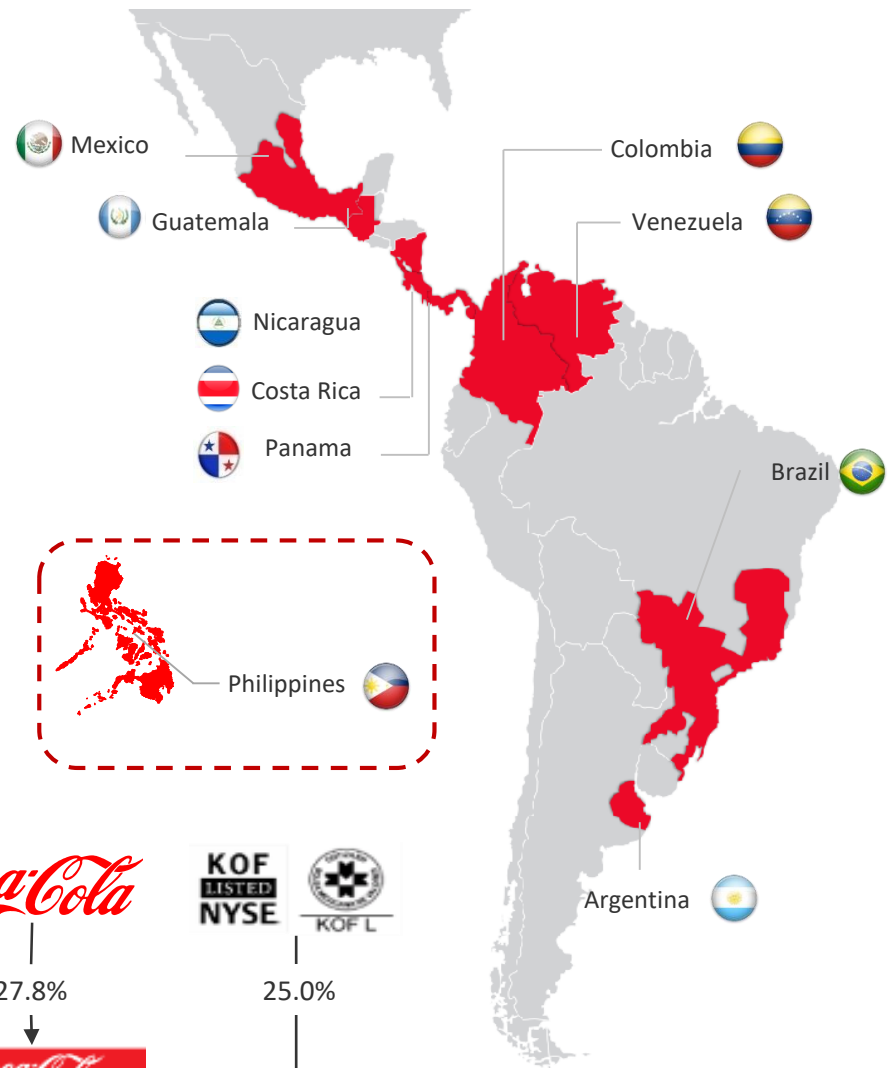 Mexico
Colombia
Guatemala
Venezuela
Nicaragua
Costa Rica
Panama
Brazil
Philippines
a-Cola
KOF
LISTED
NYSE
KOF L
Argentina
27.8%
25.0%